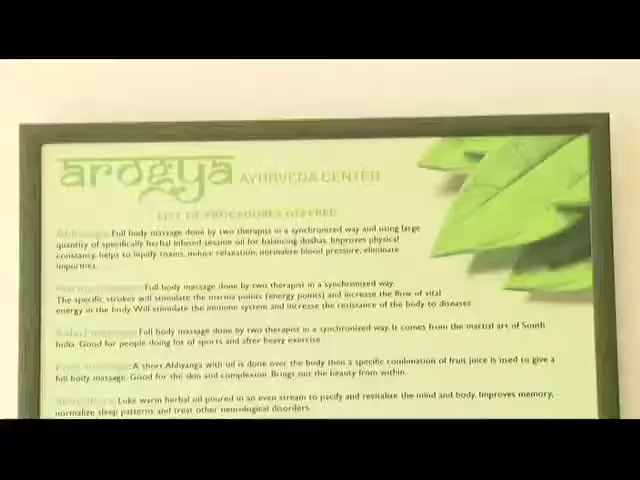 arogya AYURVEDA CENTER
LIST OF PROCEDURES OFFERED
Abhyanga: Full body massage done by two therapist in a synchronized way and using large
quantity of specifically herbal infused sesame oil for balancing doshas. Improves physical
constancy, helps to liquify toxins, induce relaxation, normalize blood pressure, eliminate
impurities.
Marma massage: Full body massage done by two therapist in a synchronized way.
The specific strokes will stimulate the marma points (energy points) and increase the flow of vital
energy in the body. Will stimulate the immune system and increase the resistance of the body to diseases
massage: Full body massage done by two therapist in a synchronized way. It comes from the martial art of South
India. Good for people doing lot of sports and after heavy exercise
Fruit massage: A short Abhyanga with oil is done over the body then a specific combination of fruit juice is used to give a
full body massage. Good for the skin and complexion. Brings out the beauty from within.
Luke warm herbal oil poured in an even stream to pacify and revitalize the mind and body. Improves memory,
normalize sleep patterns and treat other neurological disorders.